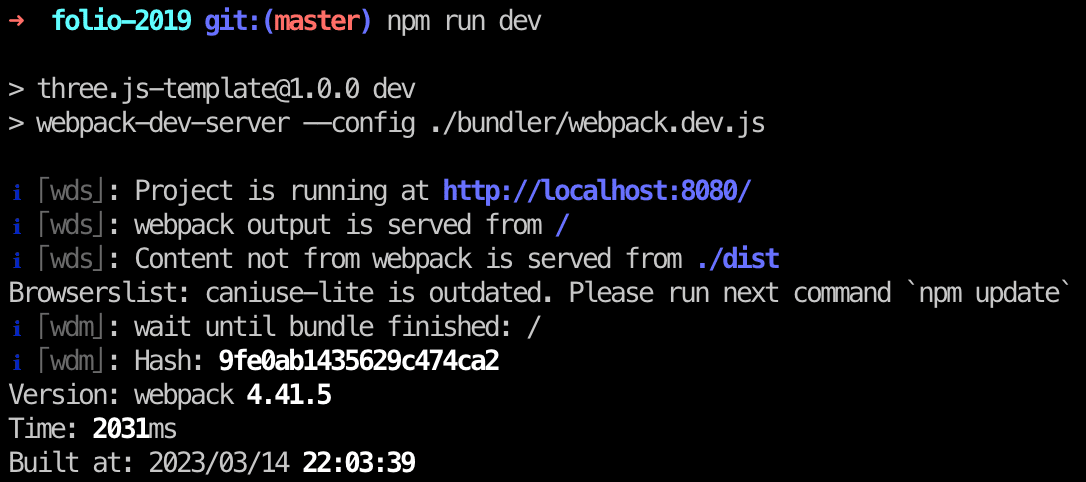 ➜  folio-2019 git:(master) npm run dev
> three.js-template@1.0.0 dev
> webpack-dev-server --config ./bundler/webpack.dev.js
ℹ ｢wds｣: Project is running at http://localhost:8080/
ℹ ｢wds｣: webpack output is served from /
ℹ ｢wds｣: Content not from webpack is served from ./dist
Browserslist: caniuse-lite is outdated. Please run next command `npm update`
ℹ ｢wdm｣: wait until bundle finished: /
ℹ ｢wdm｣: Hash: 9fe0ab1435629c474ca2
Version: webpack 4.41.5
Time: 2031ms
Built at: 2023/03/14 22:03:39